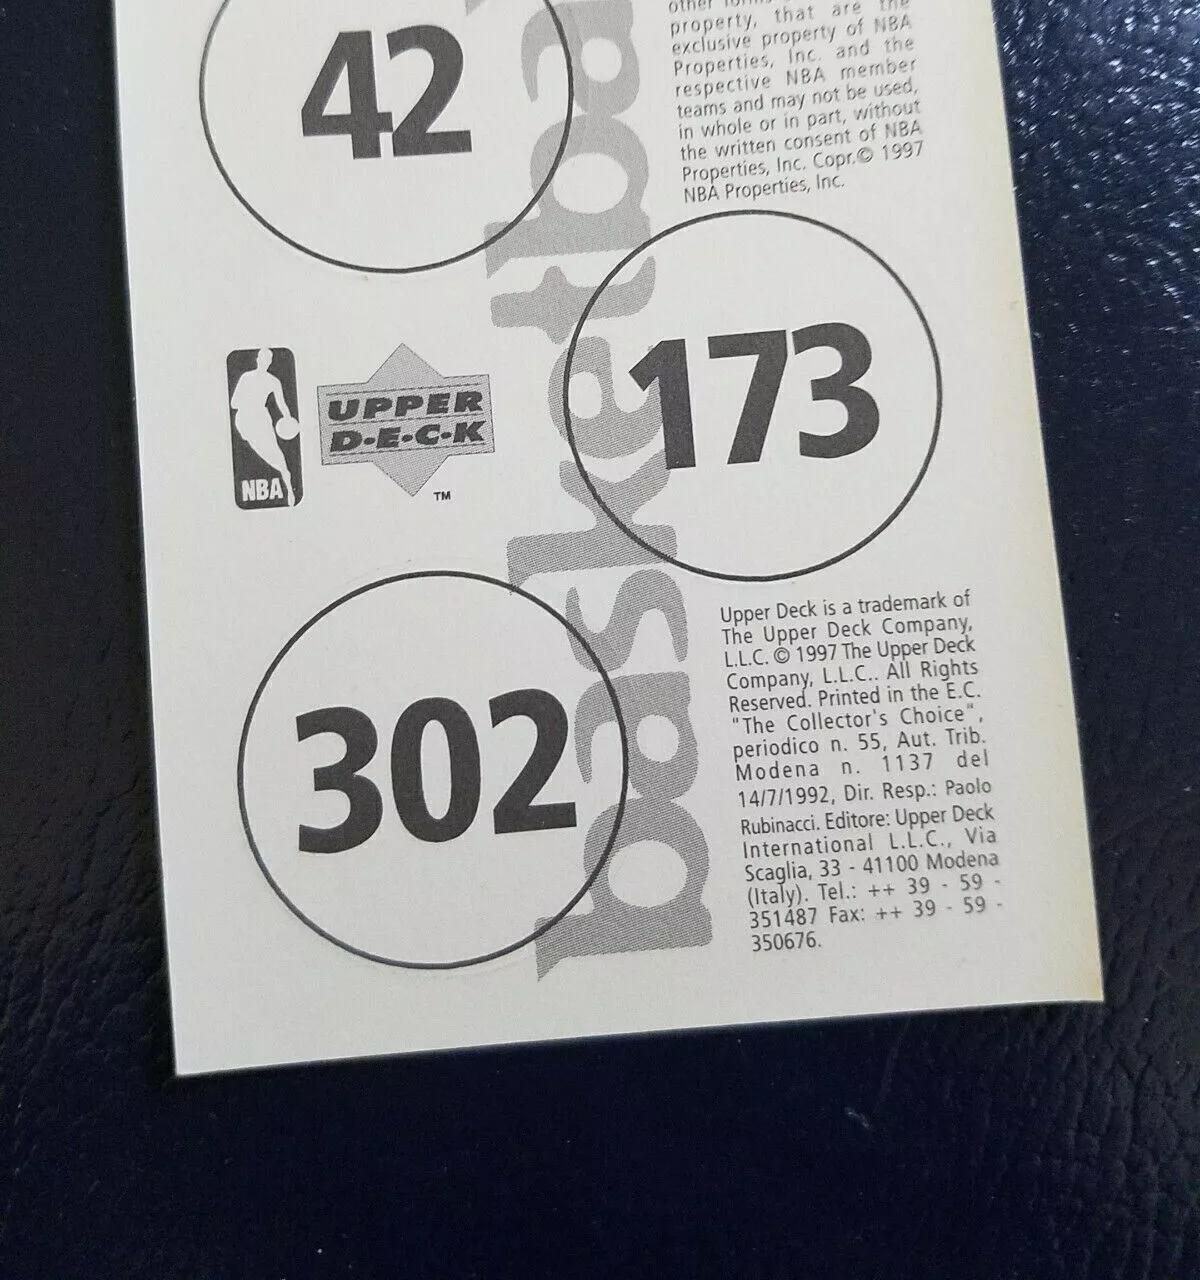 42
other
property, that are the
exclusive property of NBA
Properties, Inc. and the
respective NBA member
teams and may not be used,
in whole or in part, without
the written consent of NBA
Properties, Inc. Copr.© 1997
NBA Properties, Inc.
173
NBA
UPPER
D·E·C·K
TM
basketba
302
Upper Deck is a trademark of
The Upper Deck Company,
L.L.C. © 1997 The Upper Deck
Company, L.L.C.. All Rights
Reserved. Printed in the E.C.
"The Collector's Choice",
periodico n. 55, Aut. Trib.
Modena n. 1137 del
14/7/1992, Dir. Resp.: Paolo
Rubinacci. Editore: Upper Deck
International L.L.C., Via
Scaglia, 33 - 41100 Modena
(Italy). Tel.: ++ 39 - 59 -
351487 Fax: ++ 39 - 59 -
350676.